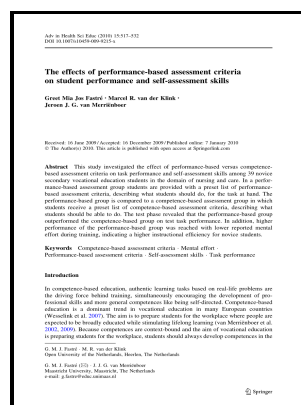 Adv in Health Sci Educ (2010) 15:517–532
DOI 10.1007/s10459-009-9215-x
The effects of performance-based assessment criteria
on student performance and self-assessment skills
Greet Mia Jos Fastré · Marcel R. van der Klink ·
Jeroen J. G. van Merriënboer
Received: 16 June 2009 / Accepted: 16 December 2009 / Published online: 7 January 2010
© The Author(s) 2010. This article is published with open access at Springerlink.com
Abstract This study investigated the effect of performance-based versus competence-
based assessment criteria on task performance and self-assessment skills among 39 novice
secondary vocational education students in the domain of nursing and care. In a perfor-
mance-based assessment group students are provided with a preset list of performance-
based assessment criteria, describing what students should do, for the task at hand. The
performance-based group is compared to a competence-based assessment group in which
students receive a preset list of competence-based assessment criteria, describing what
students should be able to do. The test phase revealed that the performance-based group
outperformed the competence-based group on test task performance. In addition, higher
performance of the performance-based group was reached with lower reported mental
effort during training, indicating a higher instructional efficiency for novice students.
Keywords Competence-based assessment criteria · Mental effort ·
Performance-based assessment criteria · Self-assessment skills · Task performance
Introduction
In competence-based education, authentic learning tasks based on real-life problems are
the driving force behind training, simultaneously encouraging the development of pro-
fessional skills and more general competences like being self-directed. Competence-based
education is a dominant trend in vocational education in many European countries
(Wesselink et al. 2007). The aim is to prepare students for the workplace where people are
expected to be broadly educated while stimulating lifelong learning (van Merriënboer et al.
2002, 2009). Because competences are context-bound and the aim of vocational education
is preparing students for the workplace, students should always develop competences in the
G. M. J. Fastré · M. R. van der Klink
Open University of the Netherlands, Heerlen, The Netherlands
G. M. J. Fastré (✉) · J. J. G. van Merriënboer
Maastricht University, Maastricht, The Netherlands
e-mail: g.fastre@educ.unimaas.nl
Springer